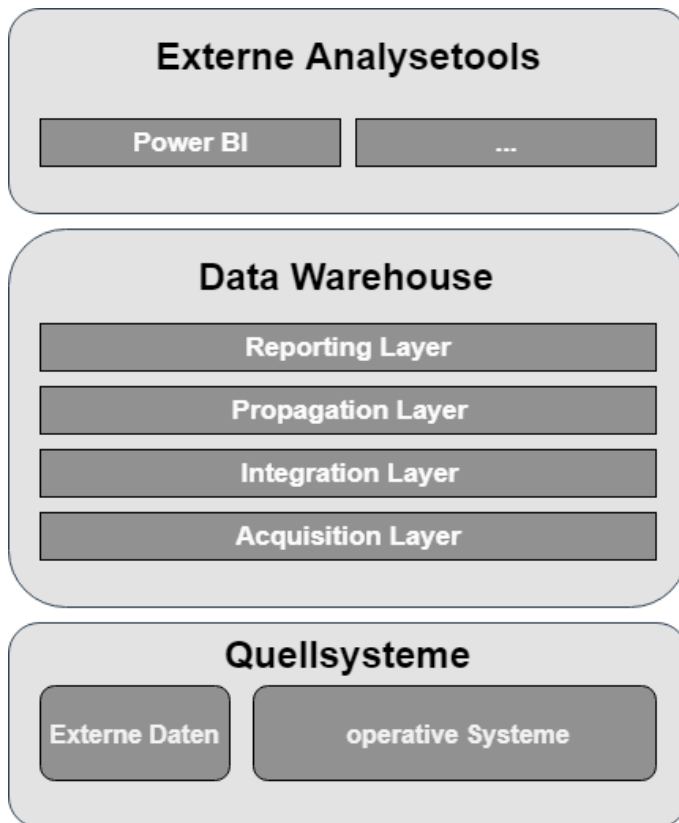 Externe Analysetools
Power BI
...
Data Warehouse
Reporting Layer
Propagation Layer
Integration Layer
Acquisition Layer
Quellsysteme
Externe Daten
operative Systeme